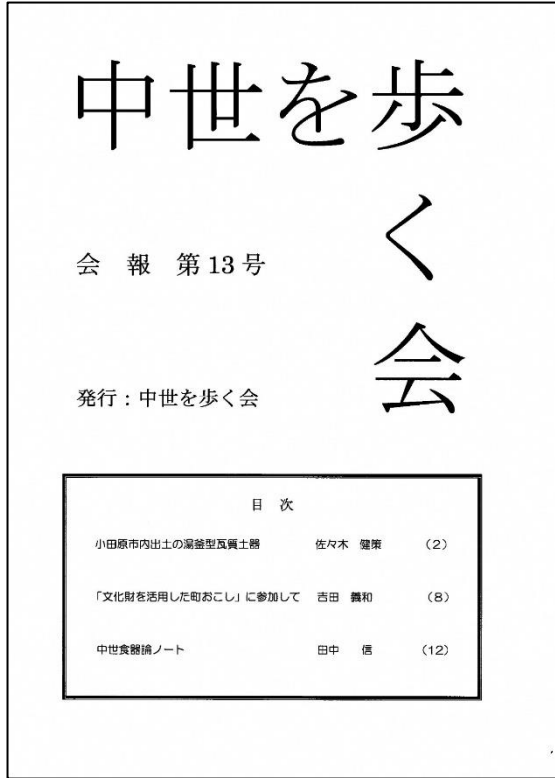 中世を歩く会
会 報 第13号
発行：中世を歩く会
目 次
小田原市内出土の湯釜型瓦質土器 佐々木 健策 （2）
「文化財を活用した町おこし」に参加して 吉田 義和 （8）
中世食器論ノート 田中 信 （12）